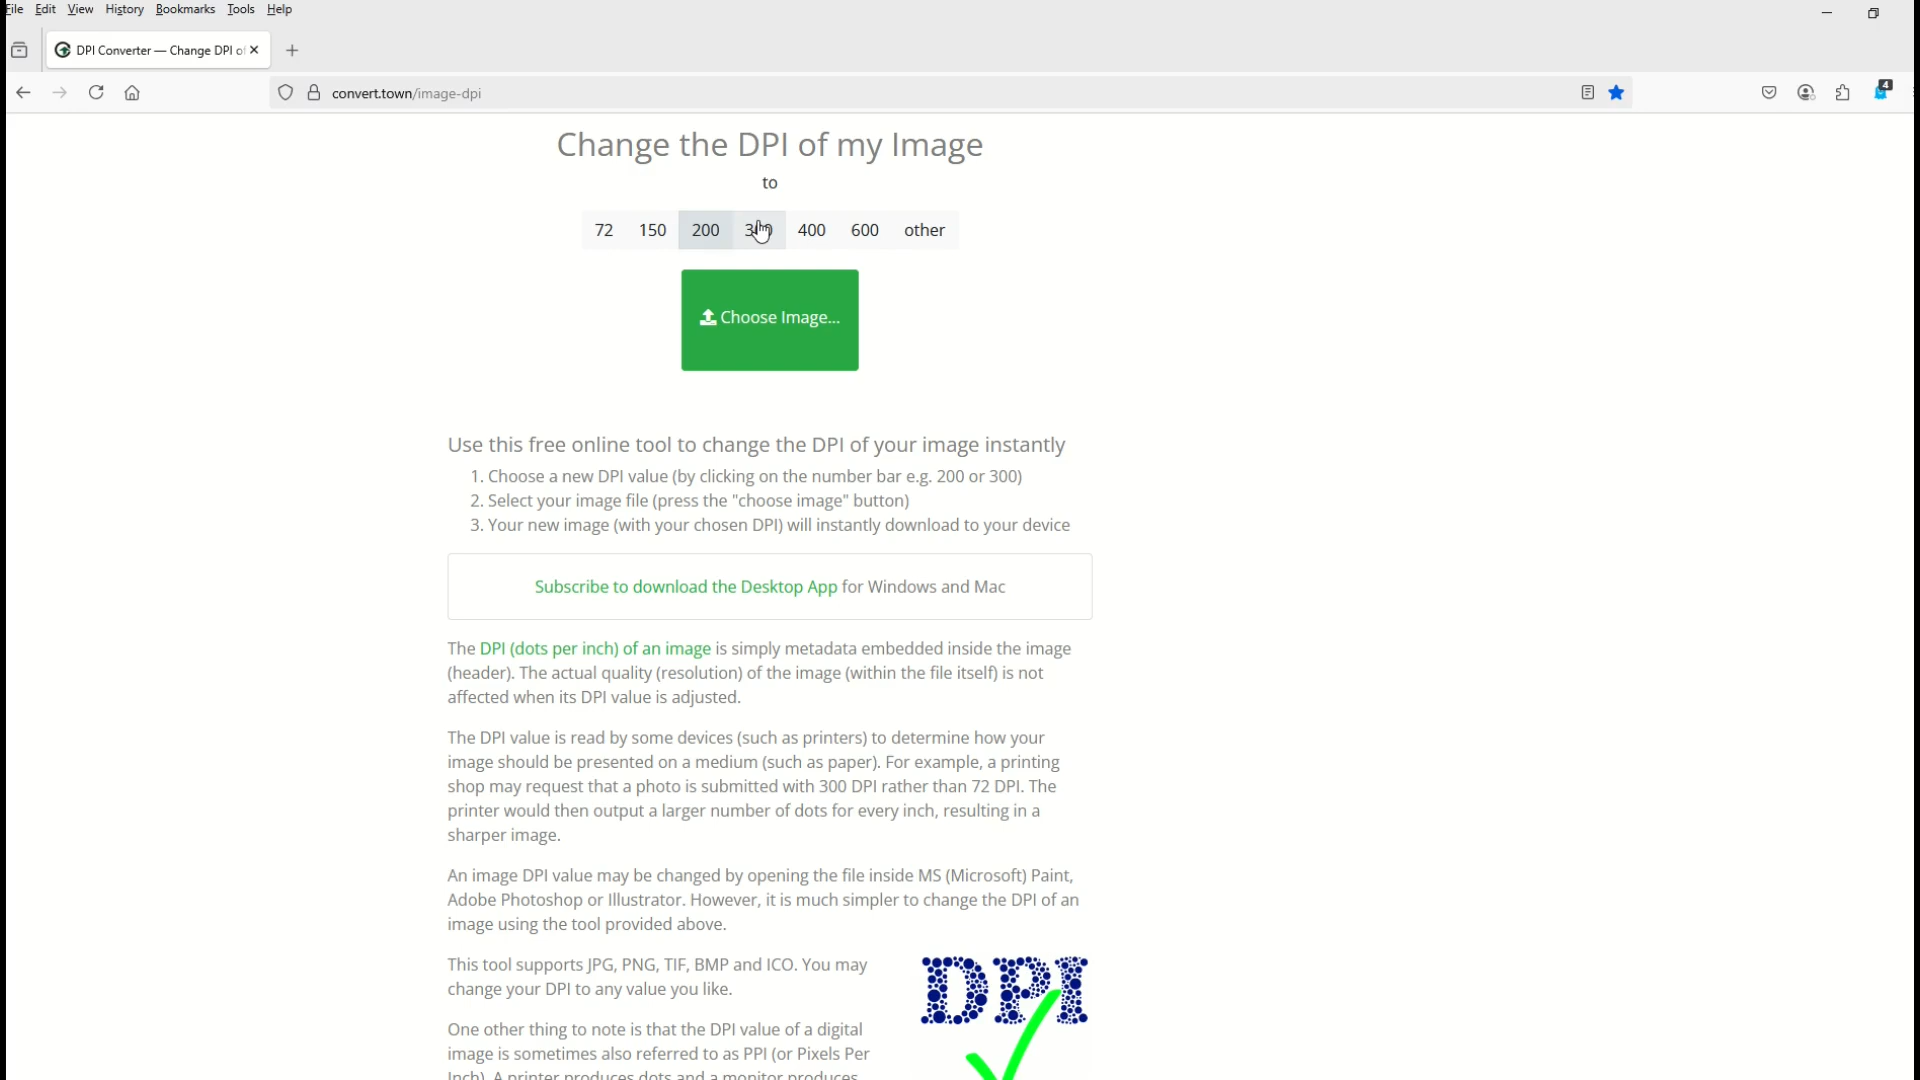 File Edit View History Bookmarks Tools Help
DPI Converter — Change DPI of
convert.town/image-dpi
4
Change the DPI of my Image
to
72 150 200 300 400 600 other
Choose Image...
Use this free online tool to change the DPI of your image instantly
1. Choose a new DPI value (by clicking on the number bar e.g. 200 or 300)
2. Select your image file (press the "choose image" button)
3. Your new image (with your chosen DPI) will instantly download to your device
Subscribe to download the Desktop App for Windows and Mac
The DPI (dots per inch) of an image is simply metadata embedded inside the image
(header). The actual quality (resolution) of the image (within the file itself) is not
affected when its DPI value is adjusted.
The DPI value is read by some devices (such as printers) to determine how your
image should be presented on a medium (such as paper). For example, a printing
shop may request that a photo is submitted with 300 DPI rather than 72 DPI. The
printer would then output a larger number of dots for every inch, resulting in a
sharper image.
An image DPI value may be changed by opening the file inside MS (Microsoft) Paint,
Adobe Photoshop or Illustrator. However, it is much simpler to change the DPI of an
image using the tool provided above.
This tool supports JPG, PNG, TIF, BMP and ICO. You may
change your DPI to any value you like.
DPI
One other thing to note is that the DPI value of a digital
image is sometimes also referred to as PPI (or Pixels Per
Inch). A printer produces dots and a monitor produces